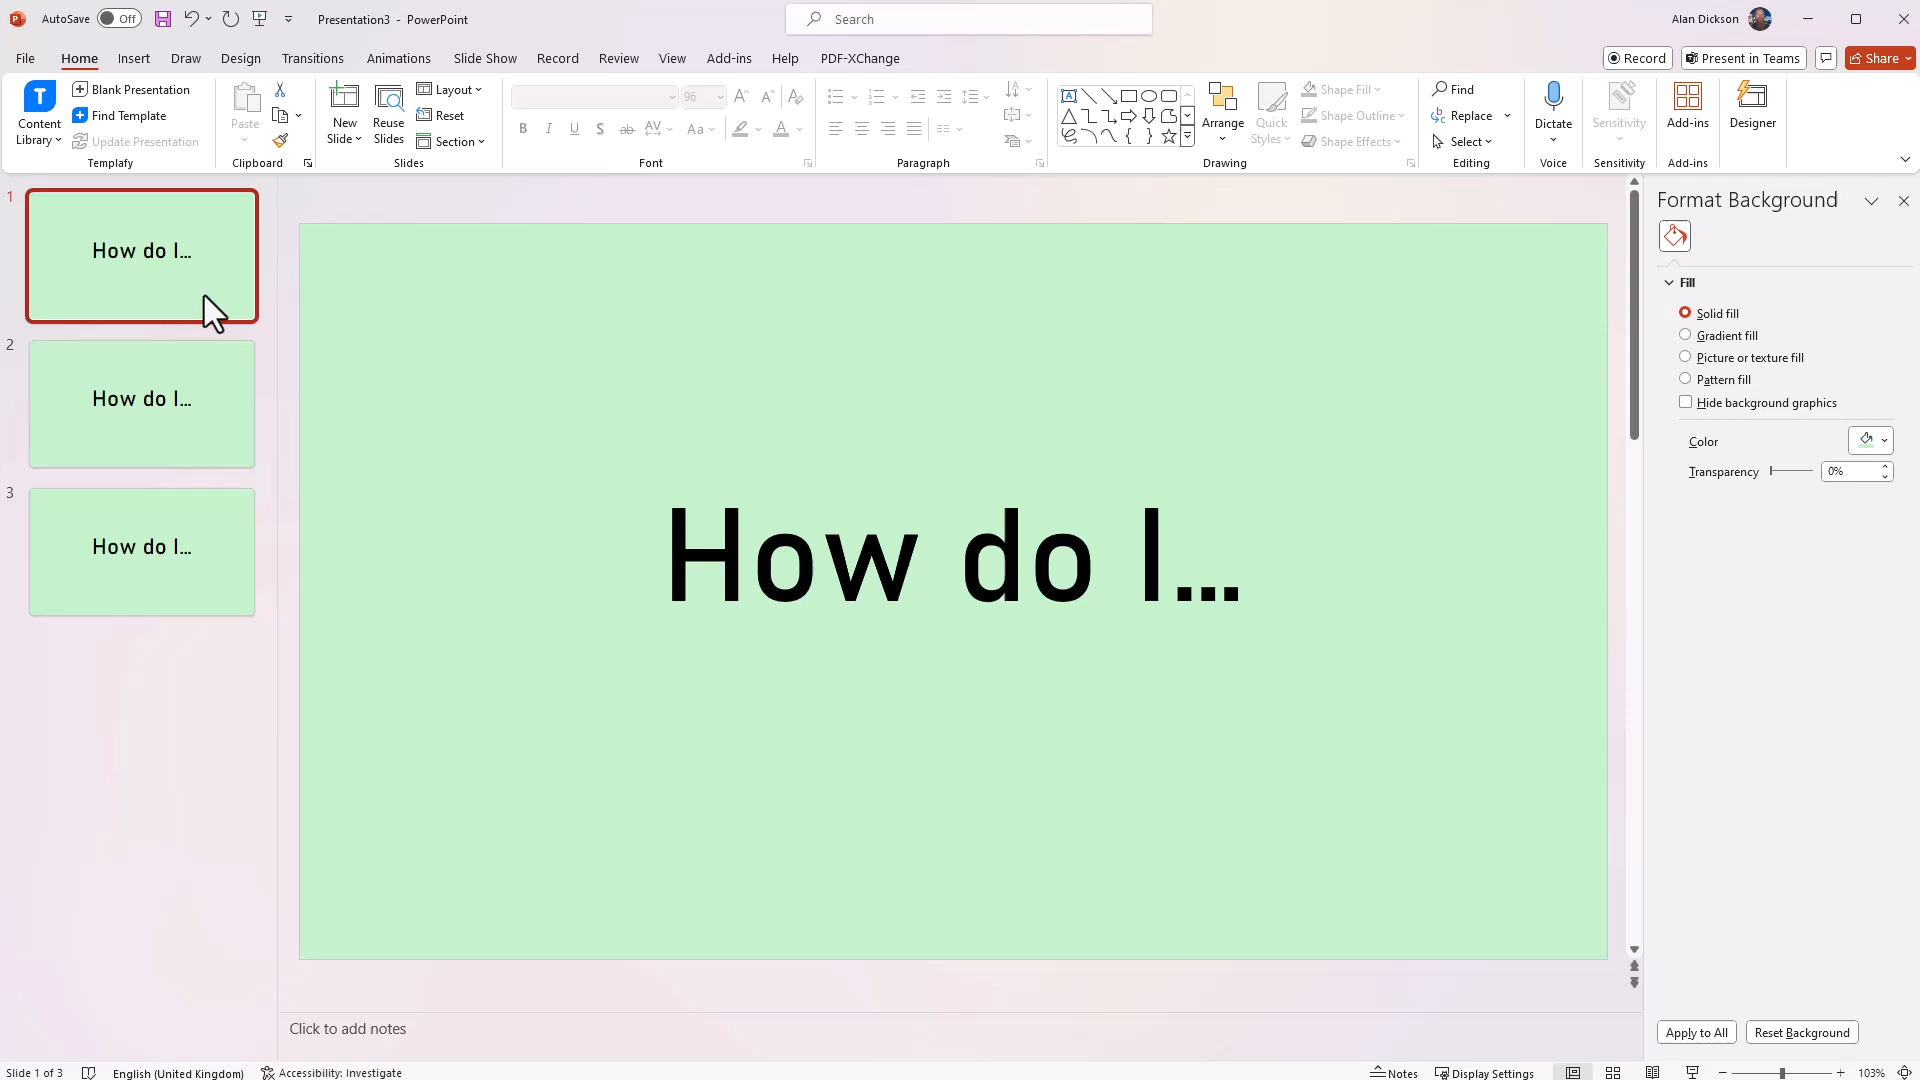 AutoSave Off Presentation3 - PowerPoint Search Alan Dickson
File Home Insert Draw Design Transitions Animations Slide Show Record Review View Add-ins Help PDF-XChange Record Present in Teams Share
Content Library
Blank Presentation
Find Template
Update Presentation
Templafy
Paste
Clipboard
New Slide
Reuse Slides
Layout
Reset
Section
Slides
96
B I U S ab AV Aa A
Font
Paragraph
Arrange
Quick Styles
Shape Fill
Shape Outline
Shape Effects
Drawing
Find
Replace
Select
Editing
Dictate
Voice
Sensitivity
Sensitivity
Add-ins
Add-ins
Designer
1
How do I...
2
How do I...
3
How do I...
How do I...
Click to add notes
Format Background
Fill
Solid fill
Gradient fill
Picture or texture fill
Pattern fill
Hide background graphics
Color
Transparency 0%
Apply to All Reset Background
Slide 1 of 3 English (United Kingdom) Accessibility: Investigate Notes Display Settings 103%